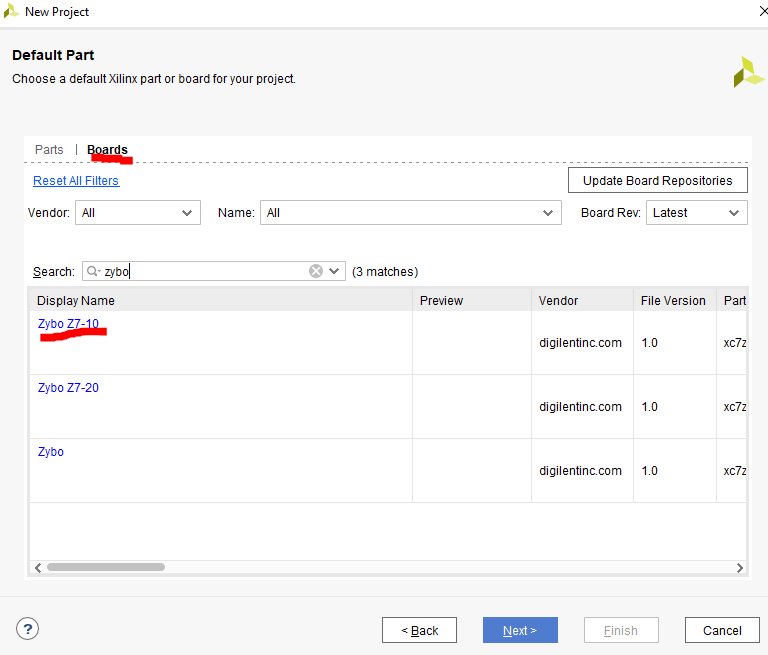 New Project
Default Part
Choose a default Xilinx part or board for your project.
Parts | Boards
Reset All Filters
Update Board Repositories
Vendor: All Name: All Board Rev: Latest
Search: zybo (3 matches)
Display Name Preview Vendor File Version Part
Zybo Z7-10
digilentinc.com 1.0 xc7z
Zybo Z7-20
digilentinc.com 1.0 xc7z
Zybo
digilentinc.com 1.0 xc7z
? < Back Next > Finish Cancel